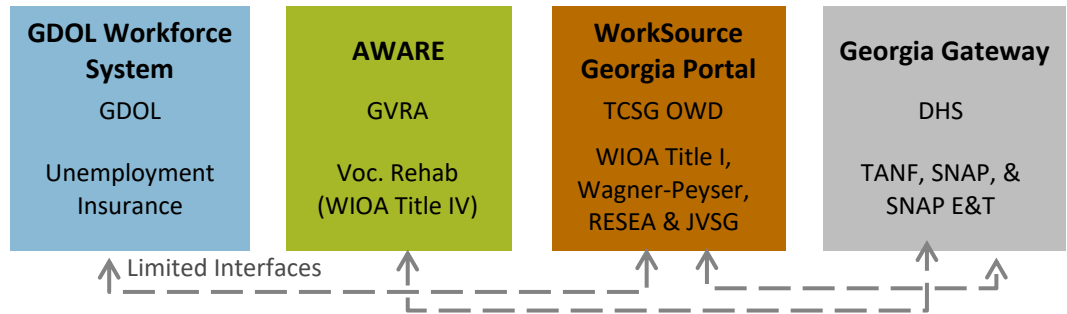 GDOL Workforce
System
GDOL
Unemployment
Insurance
AWARE
GVRA
Voc. Rehab
(WIOA Title IV)
WorkSource
Georgia Portal
TCSG OWD
WIOA Title I,
Wagner-Peyser,
RESEA & JVSG
Georgia Gateway
DHS
TANF, SNAP, &
SNAP E&T
Limited Interfaces